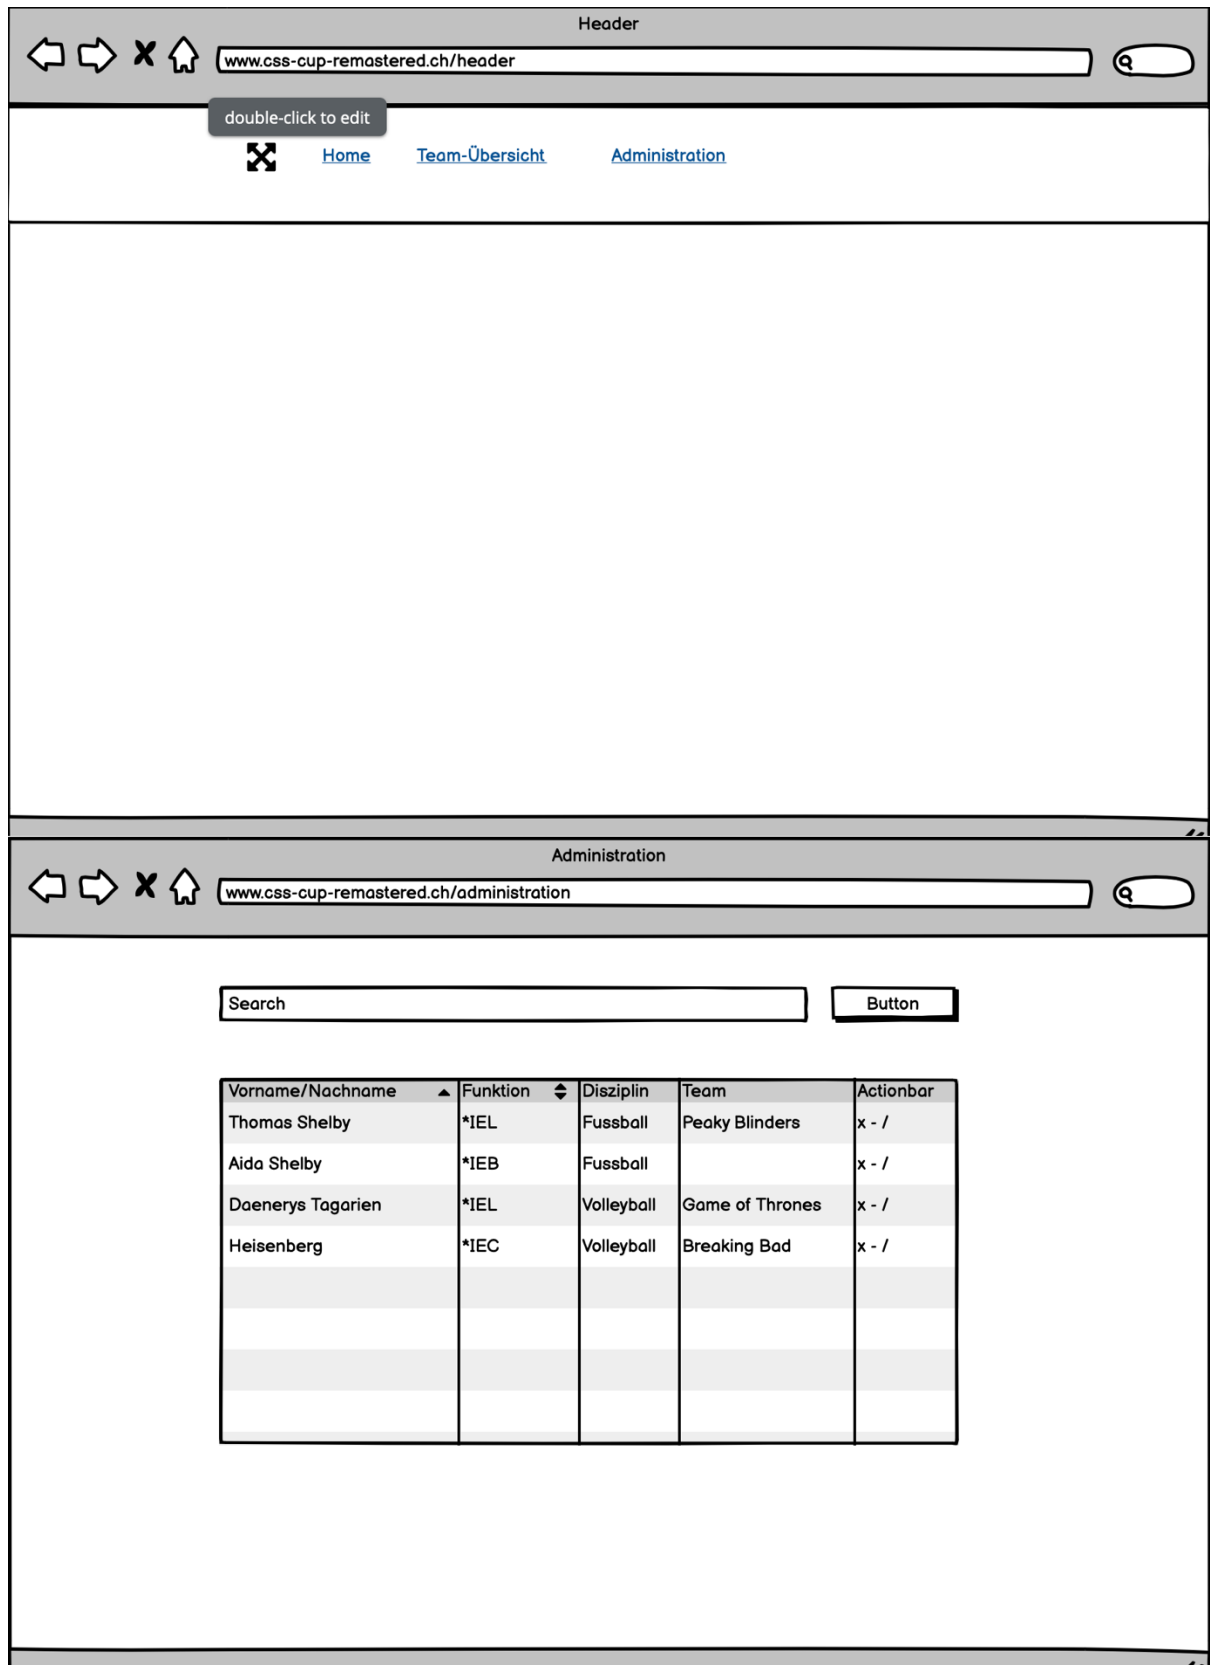 Header
www.css-cup-remastered.ch/header
double-click to edit
Home Team-Übersicht Administration
Administration
www.css-cup-remastered.ch/administration
Search Button
Vorname/Nachname Funktion Disziplin Team Actionbar
Thomas Shelby *IEL Fussball Peaky Blinders x - /
Aida Shelby *IEB Fussball x - /
Daenerys Tagarien *IEL Volleyball Game of Thrones x - /
Heisenberg *IEC Volleyball Breaking Bad x - /